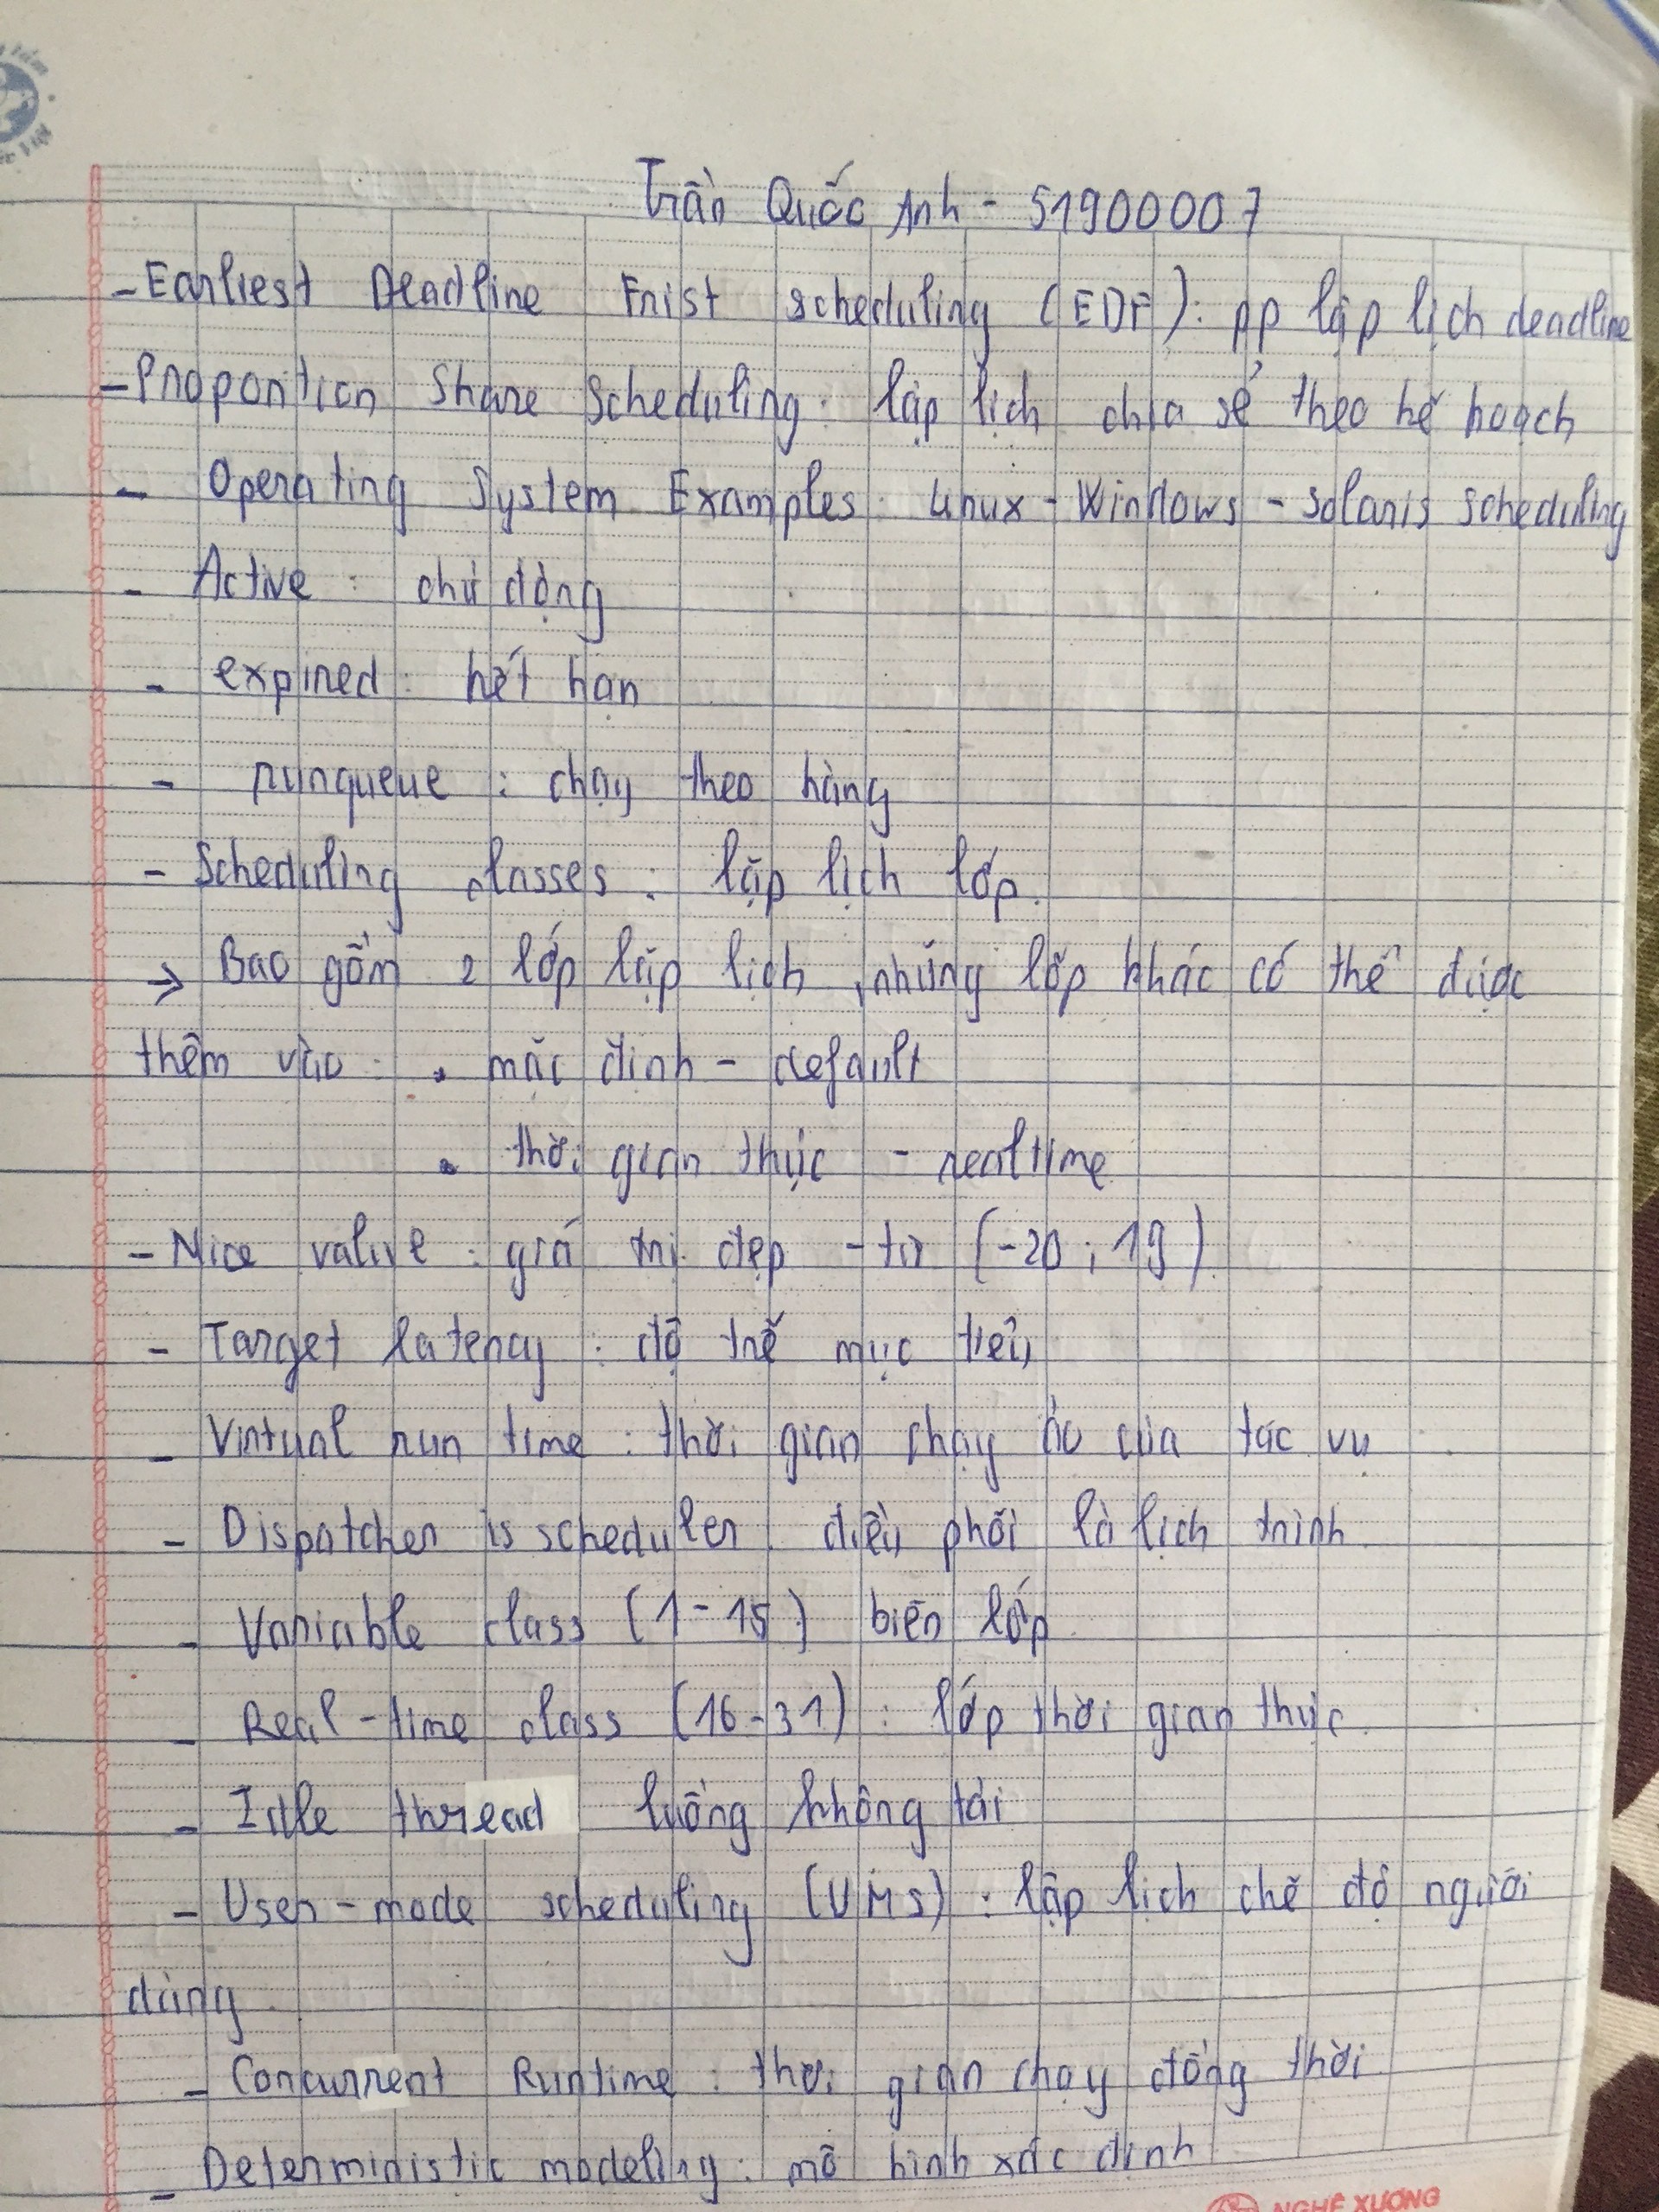 Trần Quốc Anh - 51900007
- Earliest Deadline Frist scheduling (EDF): pp lập lịch deadline
- Proportion Share Scheduling: lập lịch chia sẻ theo kế hoạch
- Operating System Examples: Linux - Windows - Solaris scheduling
- Active: chủ động
- expired: hết hạn
- runqueue: chạy theo hàng
- Scheduling classes: lập lịch lớp.
→ Bao gồm 2 lớp lập lịch, những lớp khác có thể được
thêm vào: • mặc định - default
• thời gian thực - realtime
- Nice value: giá trị đẹp - từ (-20; 19)
- Target latency: độ trễ mục tiêu
- Virtual run time: thời gian chạy ảo của tác vụ
- Dispatcher is scheduler: điều phối là lịch trình
- Variable class (1-15) biến lớp
- Real-time class (16-31): lớp thời gian thực
- Idle thread luồng không tải
- User-mode scheduling (UMS): lập lịch chế độ người
dùng
- Concurrent Runtime: thời gian chạy đồng thời
- Deterministic modeling: mô hình xác định
NGHỆ XƯƠNG